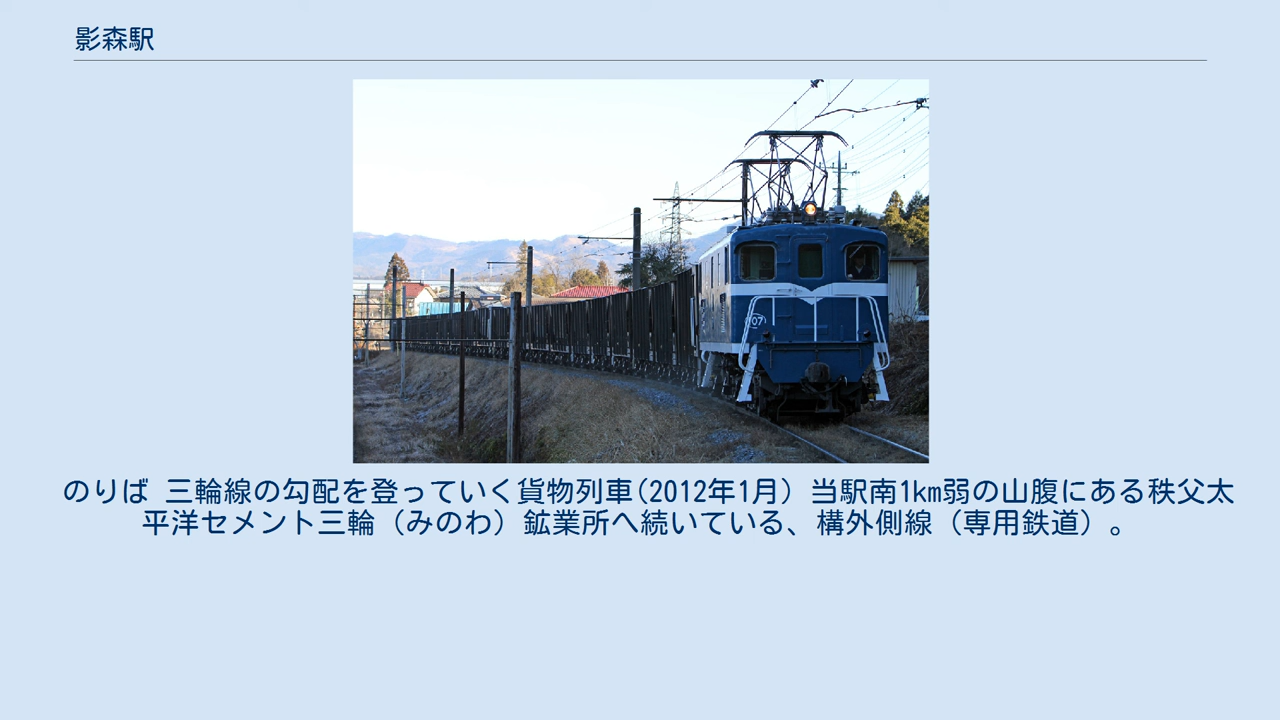 影森駅
07
のりば 三輪線の勾配を登っていく貨物列車(2012年1月）当駅南1km弱の山腹にある秩父太
平洋セメント三輪（みのわ）鉱業所へ続いている、構外側線（専用鉄道）。